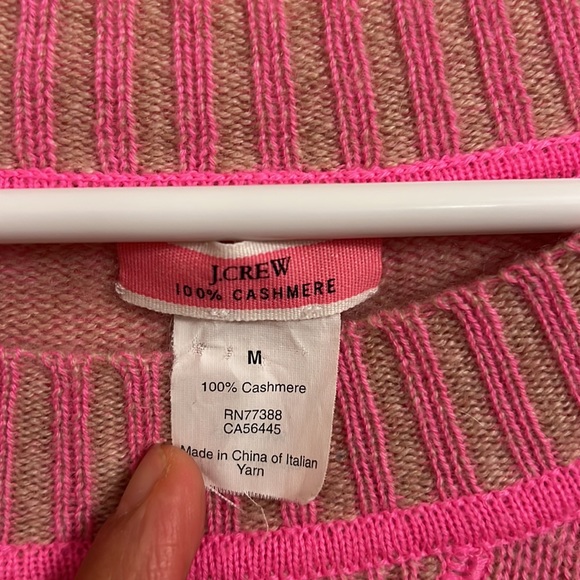 J.CREW
100% CASHMERE
M
100% Cashmere
RN77388
CA56445
Made in China of Italian
Yarn